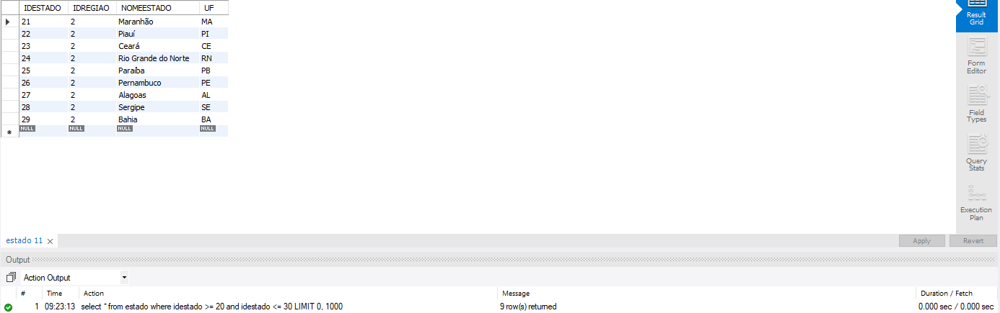 IDESTADO IDREGIAO NOMEESTADO UF
21 2 Maranhão MA
22 2 Piauí PI
23 2 Ceará CE
24 2 Rio Grande do Norte RN
25 2 Paraíba PB
26 2 Pernambuco PE
27 2 Alagoas AL
28 2 Sergipe SE
29 2 Bahia BA
NULL NULL NULL NULL
Result
Grid
Form
Editor
Field
Types
Query
Stats
Execution
Plan
estado 11
Apply Revert
Output
Action Output
# Time Action Message Duration / Fetch
1 09:23:13 select * from estado where idestado >= 20 and idestado <= 30 LIMIT 0, 1000 9 row(s) returned 0.000 sec / 0.000 sec